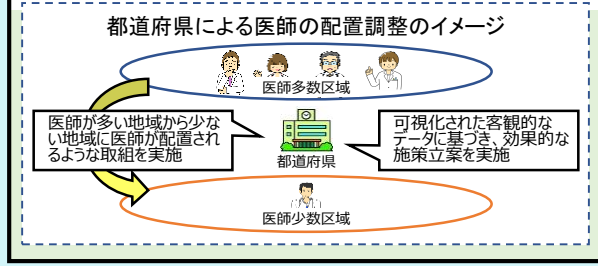 都道府県による医師の配置調整のイメージ
医師多数区域
医師が多い地域から少な
い地域に医師が配置され
るような取組を実施
可視化された客観的な
データに基づき、効果的な
施策立案を実施
都道府県
医師少数区域